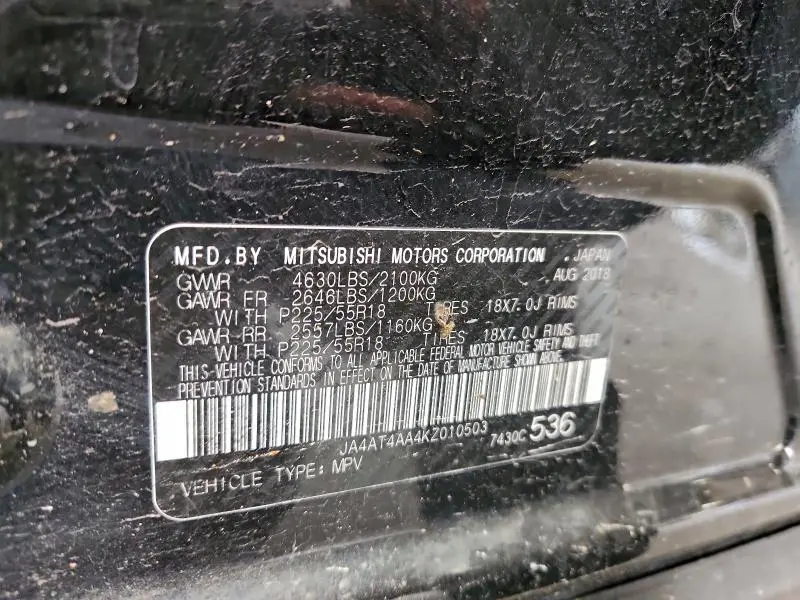 MFD.BY MITSUBISHI MOTORS CORPORATION .JAPAN
GVWR 4630LBS/2100KG AUG 2018
GAWR FR 2646LBS/1200KG
WITH P225/55R18 TIRES 18X7.0J RIMS
GAWR-RR 2557LBS/1160KG
WITH P225/55R18 TIRES 18X7.0J RIMS
THIS VEHICLE CONFORMS TO ALL APPLICABLE FEDERAL MOTOR VEHICLE SAFETY AND THEFT
PREVENTION STANDARDS IN EFFECT ON THE DATE OF MANUFACTURE SHOWN ABOVE.
JA4AT4AA4KZ010503 7430C 536
VEHICLE TYPE: MPV